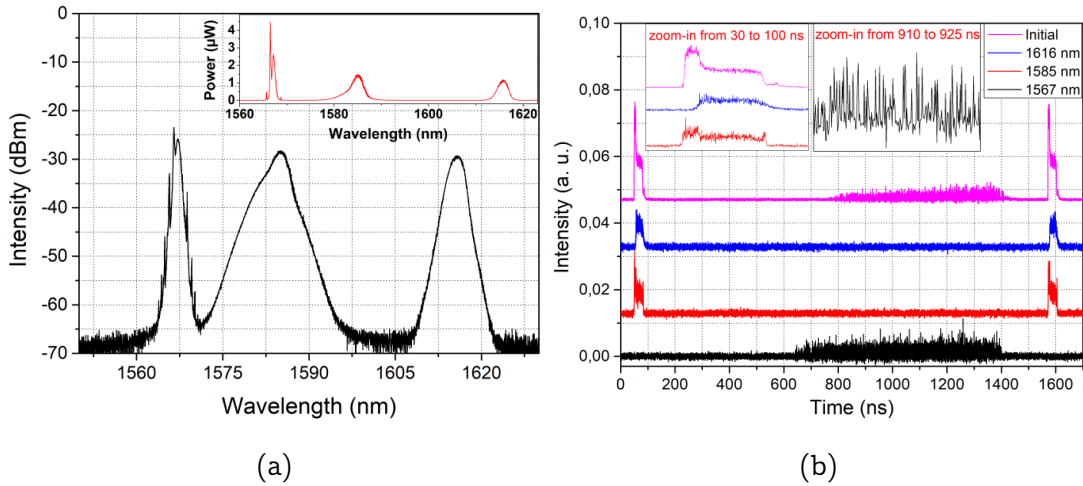 0
-10
-20
-30
-40
-50
-60
-70
Intensity (dBm)
1560 1575 1590 1605 1620
Wavelength (nm)
4
3
2
1
0
Power (µW)
1560 1580 1600 1620
Wavelength (nm)
(a)
0,10
0,08
0,06
0,04
0,02
0,00
Intensity (a. u.)
0 200 400 600 800 1000 1200 1400 1600
Time (ns)
zoom-in from 30 to 100 ns
zoom-in from 910 to 925 ns
Initial
1616 nm
1585 nm
1567 nm
(b)